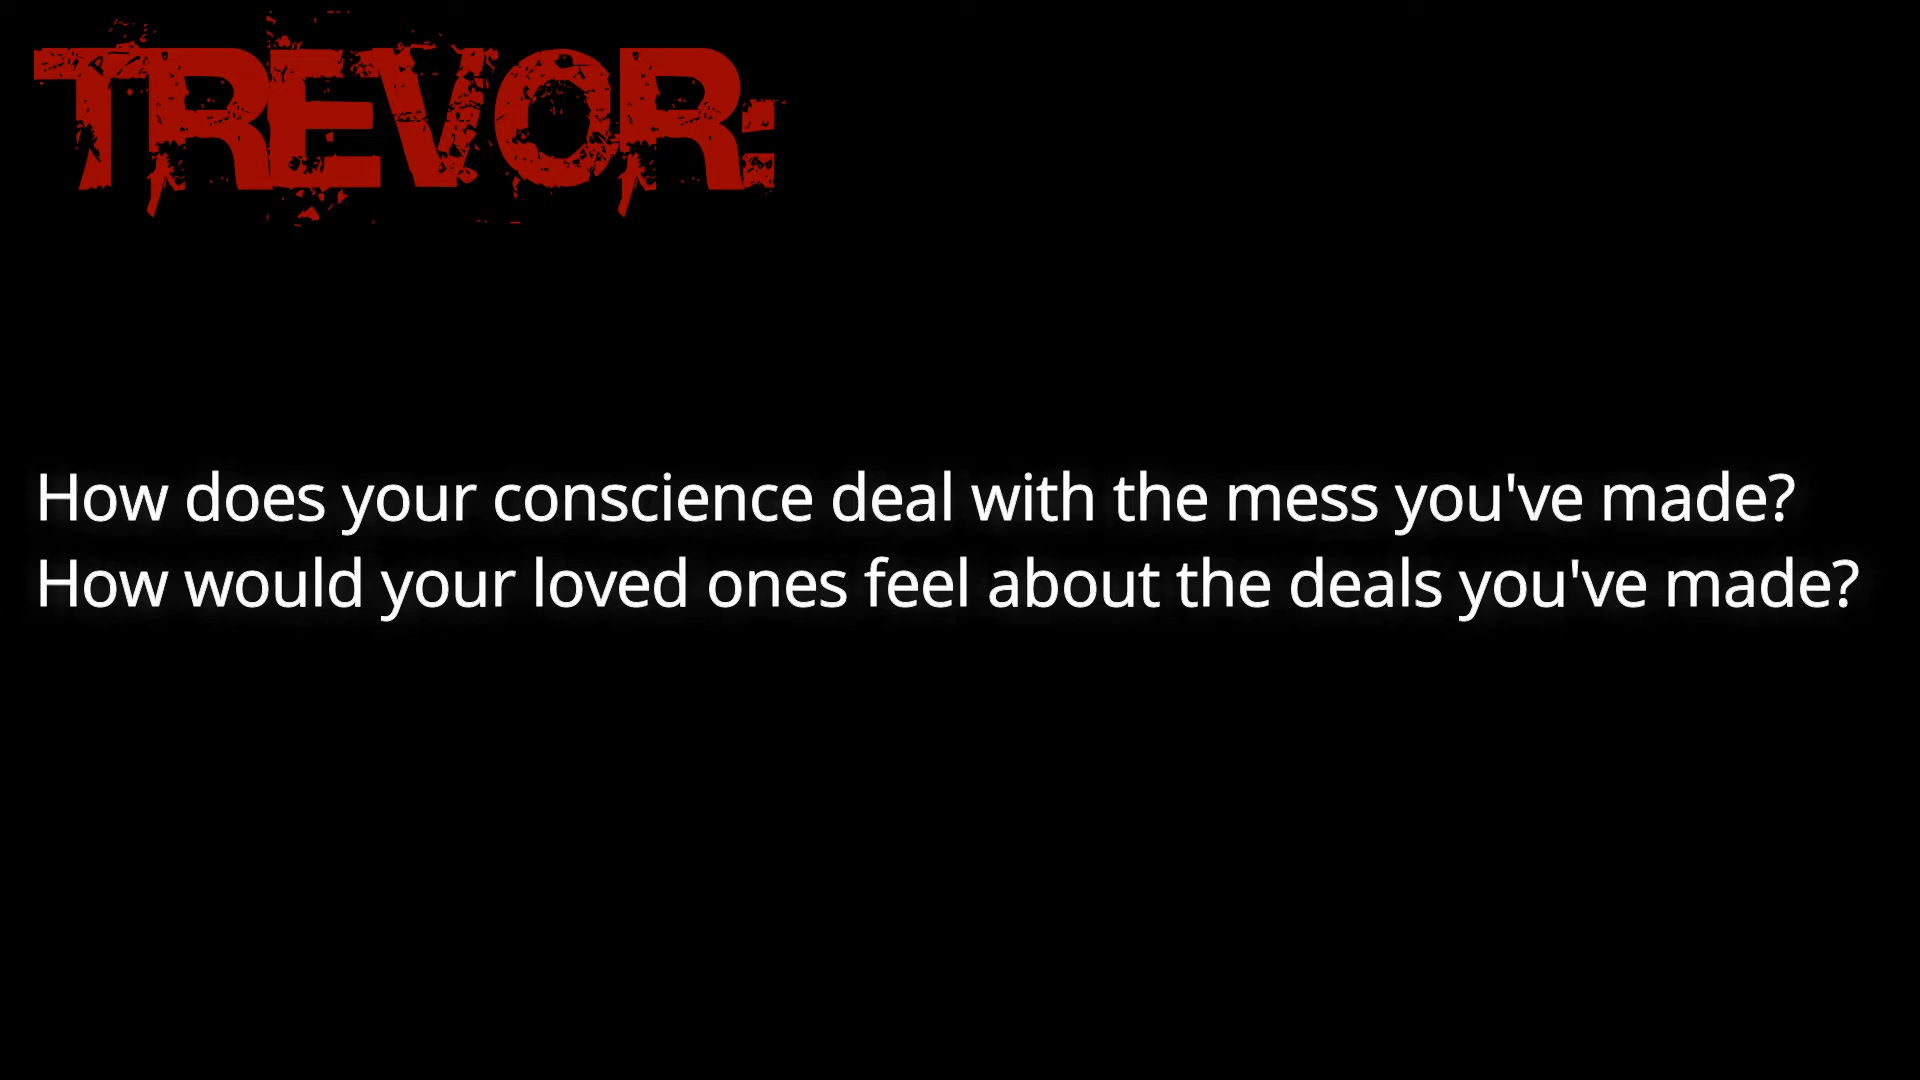 TREVOR:
How does your conscience deal with the mess you've made?
How would your loved ones feel about the deals you've made?